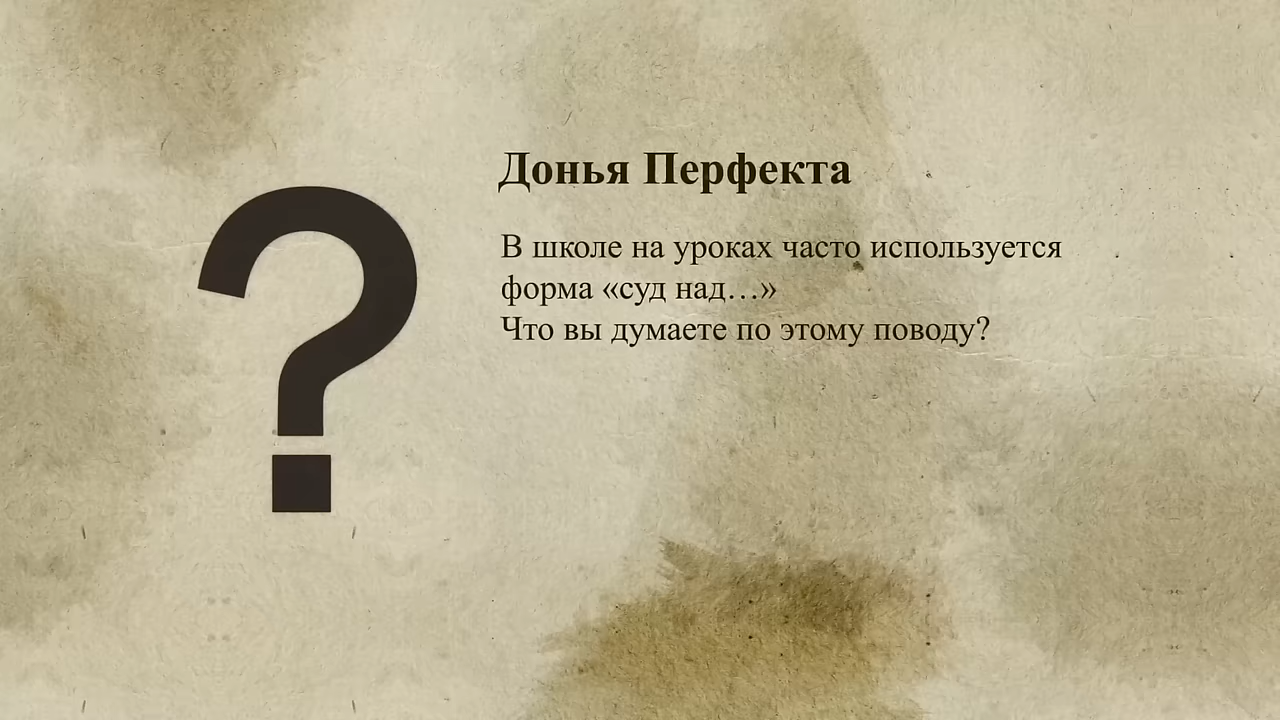 Донья Перфекта
В школе на уроках часто используется
форма «суд над…»
Что вы думаете по этому поводу?